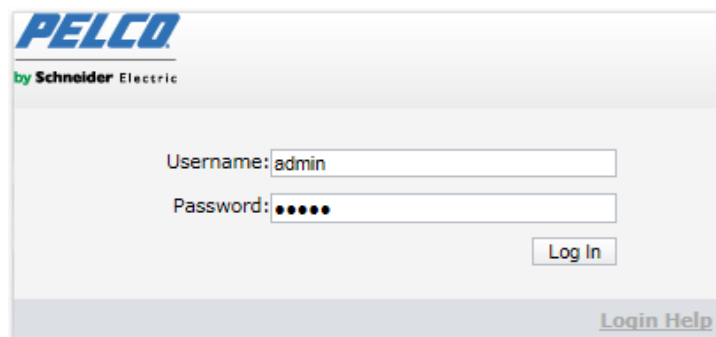 PELCO
by Schneider Electric
Username: admin
Password: •••••
Log In
Login Help